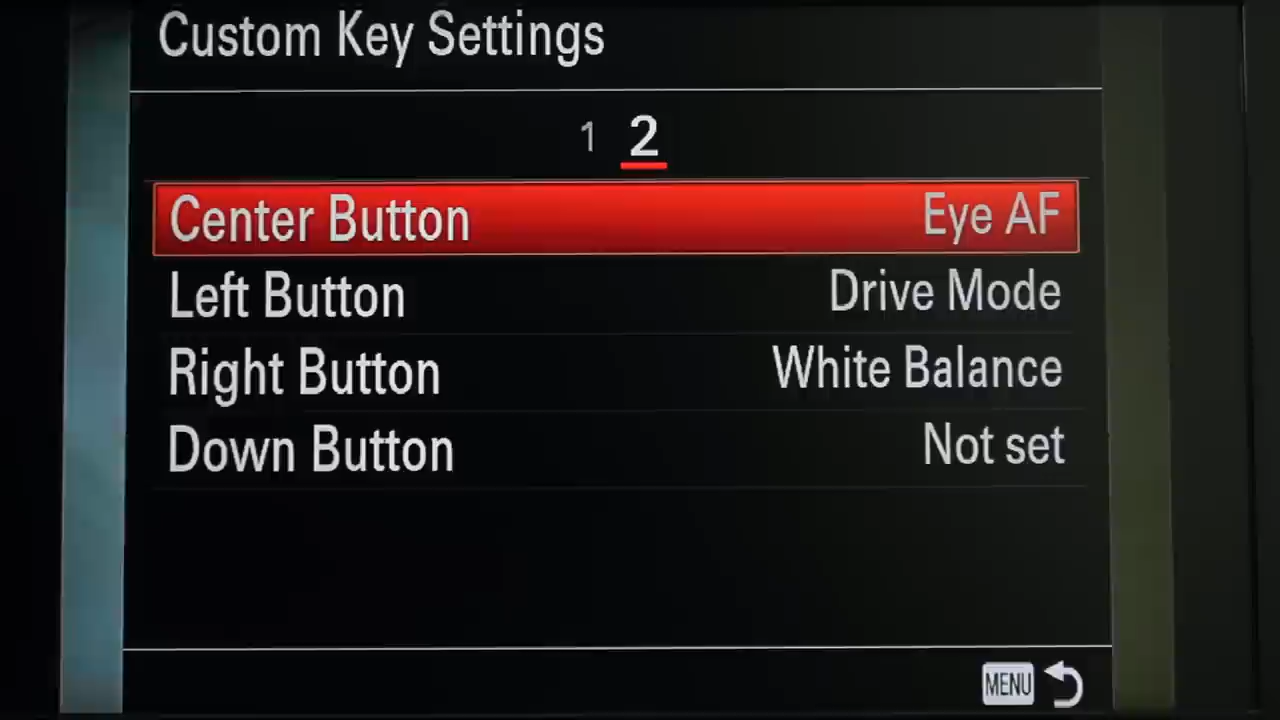 Custom Key Settings
1 2
Center Button Eye AF
Left Button Drive Mode
Right Button White Balance
Down Button Not set
MENU